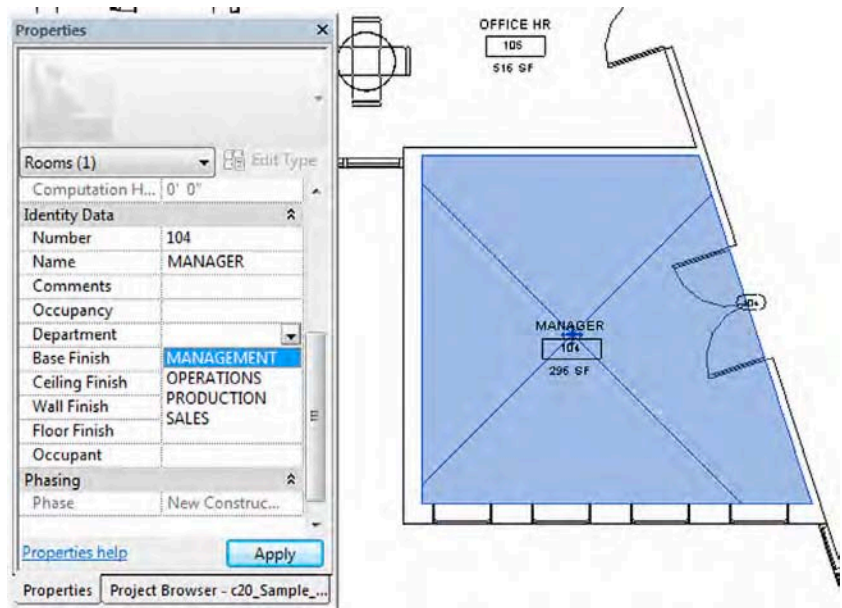 Properties
Rooms (1)
Edit Type
Computation H... 0' 0"
Identity Data
Number 104
Name MANAGER
Comments
Occupancy
Department
Base Finish MANAGEMENT
Ceiling Finish OPERATIONS
Wall Finish PRODUCTION
Floor Finish SALES
Occupant
Phasing
Phase New Construc...
Properties help Apply
Properties Project Browser - c20_Sample_...
OFFICE HR
105
516 SF
MANAGER
104
296 SF
104